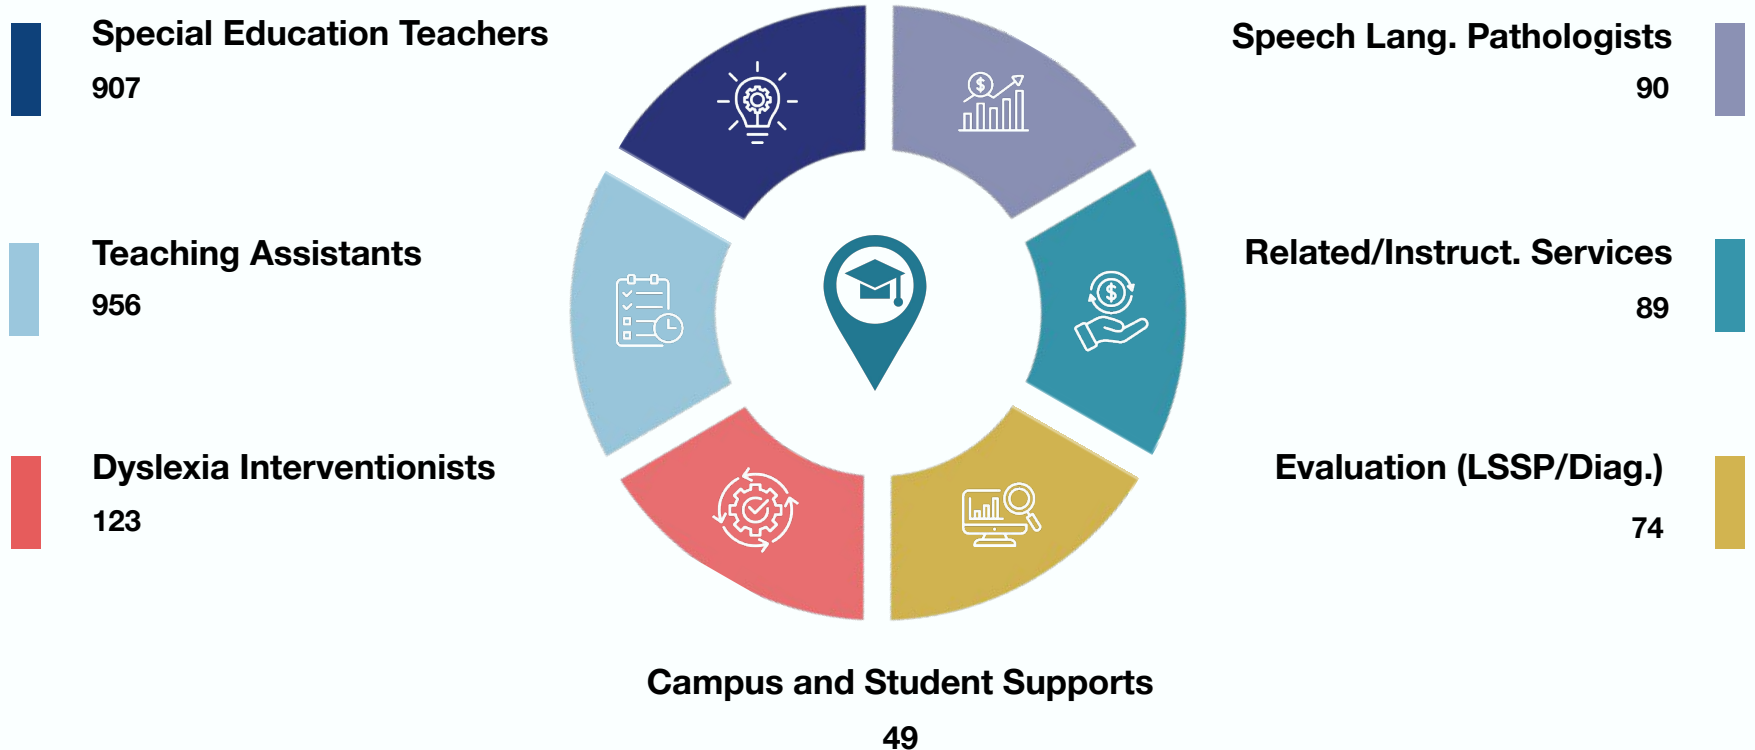 Special Education Teachers
907
Teaching Assistants
956
Dyslexia Interventionists
123
Speech Lang. Pathologists
90
Related/Instruct. Services
89
Evaluation (LSSP/Diag.)
74
Campus and Student Supports
49